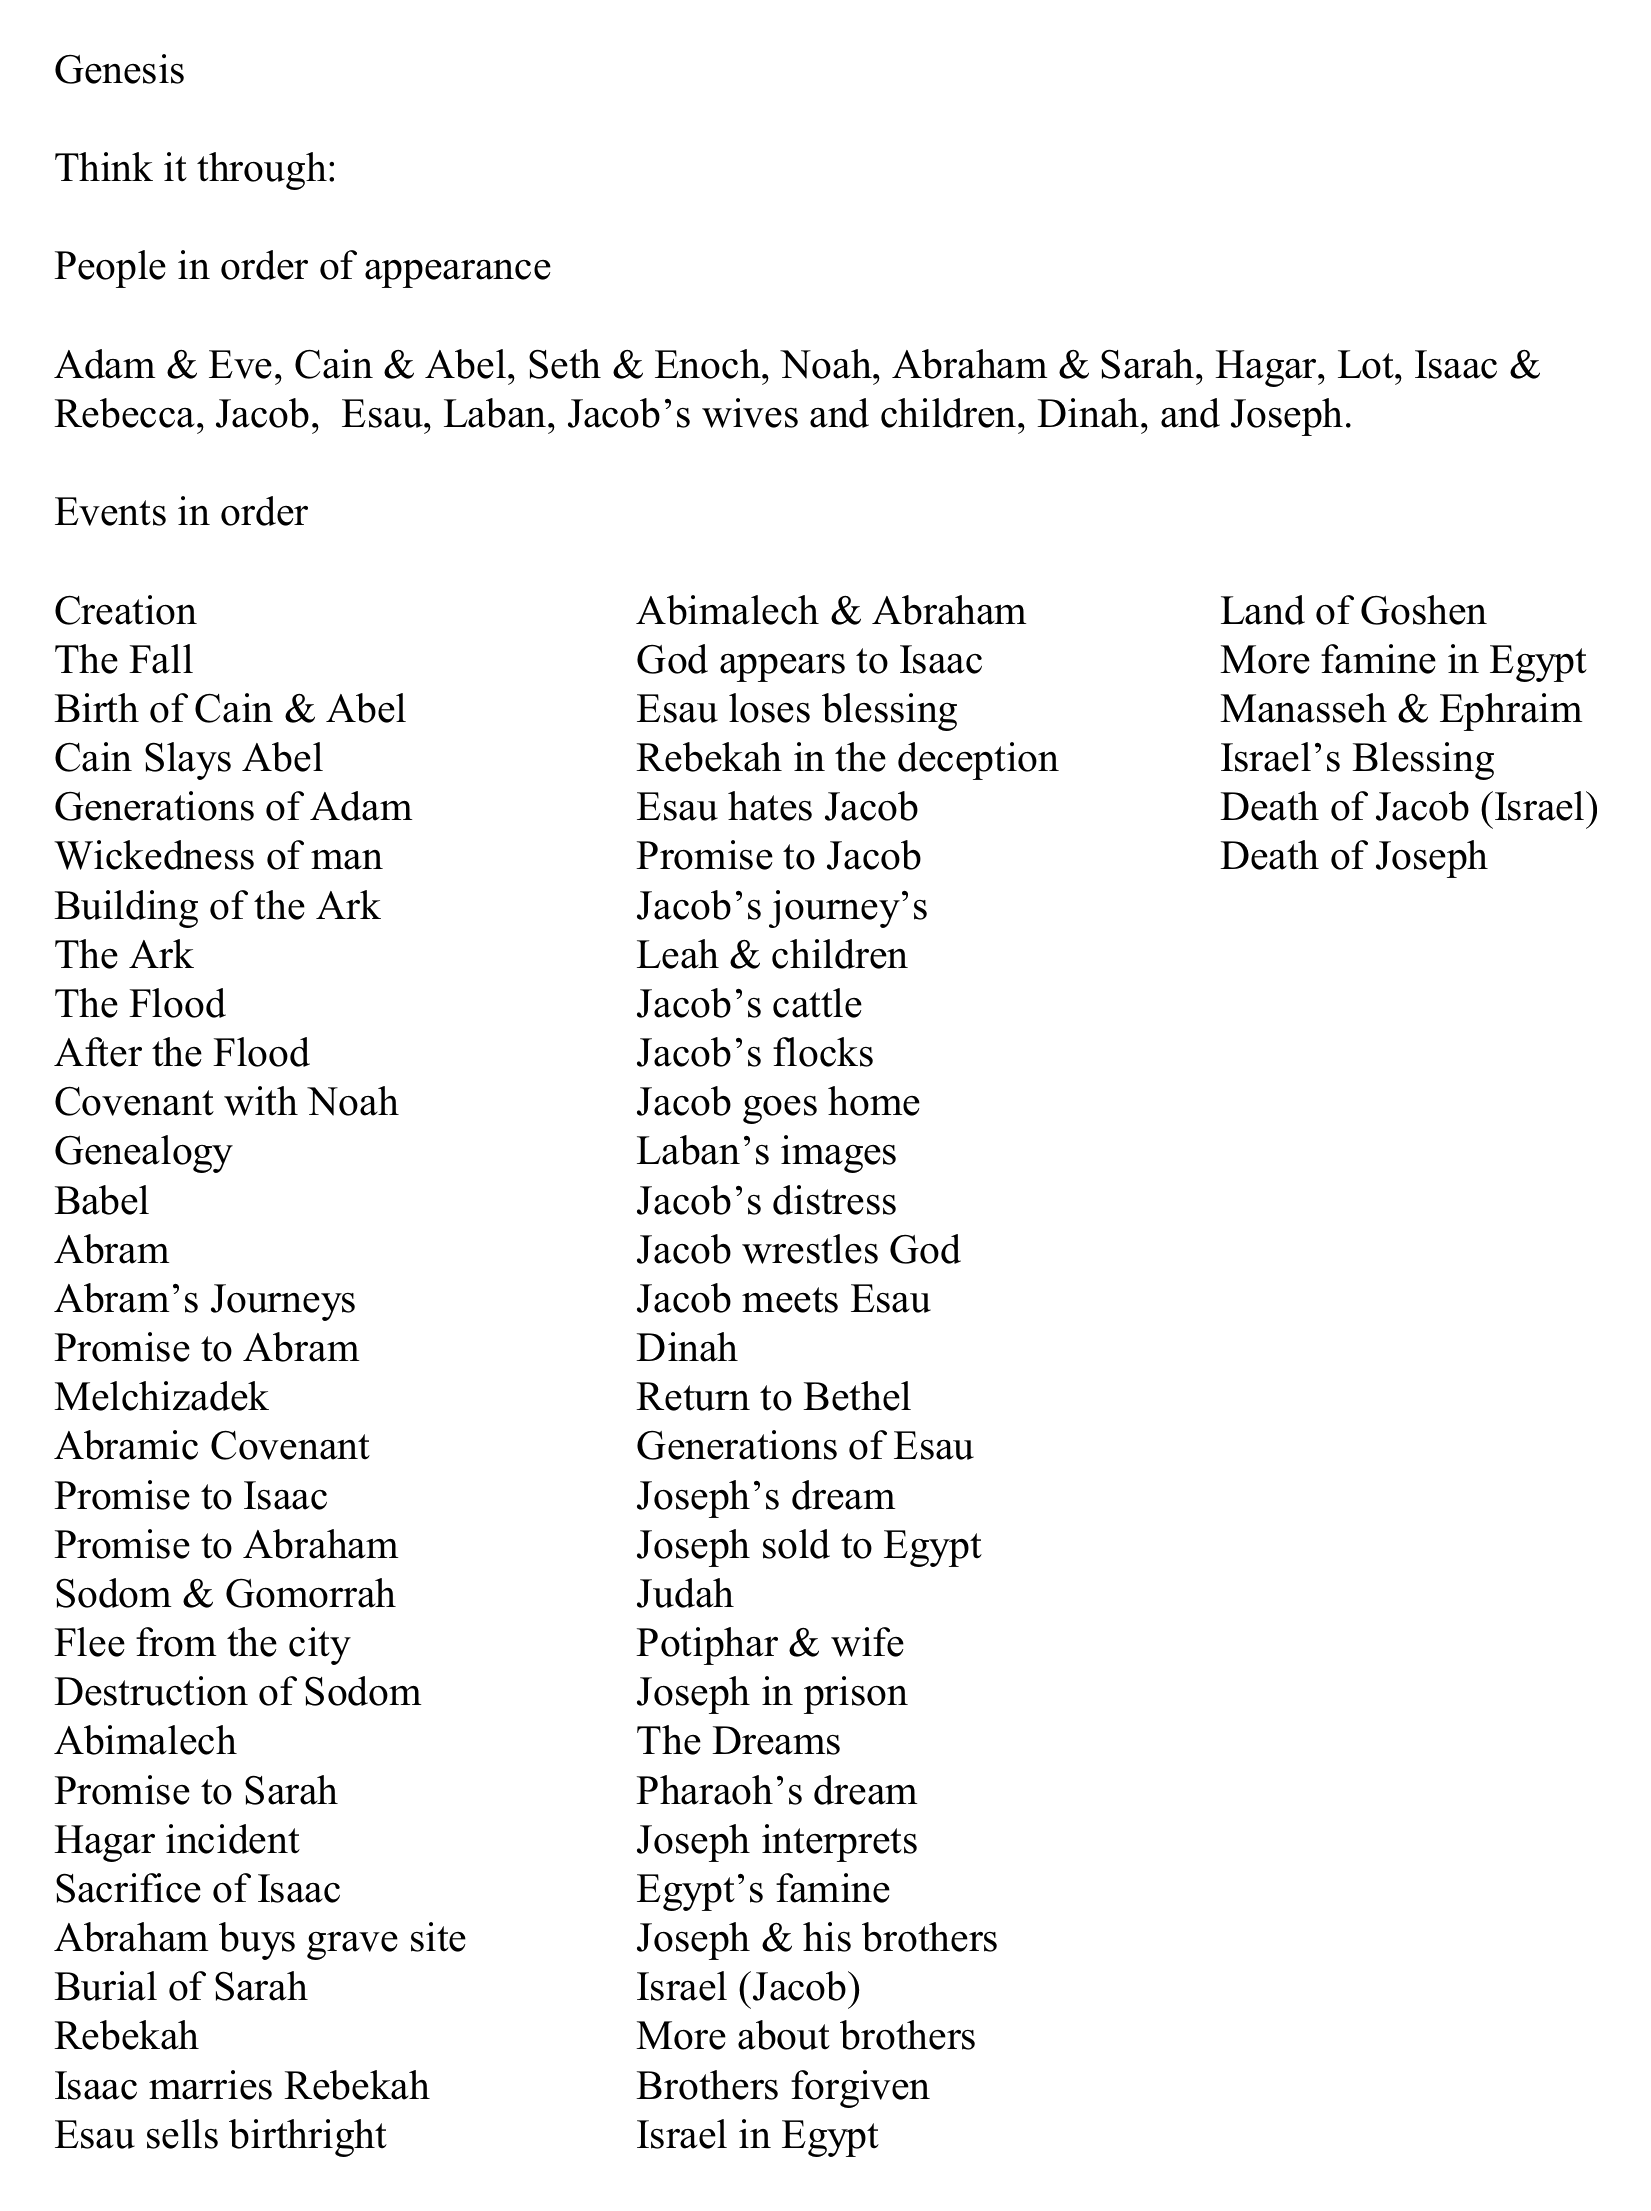 Genesis
Think it through:
People in order of appearance
Adam & Eve, Cain & Abel, Seth & Enoch, Noah, Abraham & Sarah, Hagar, Lot, Isaac &
Rebecca, Jacob,  Esau, Laban, Jacob’s wives and children, Dinah, and Joseph.
Events in order
Creation
The Fall
Birth of Cain & Abel
Cain Slays Abel
Generations of Adam
Wickedness of man
Building of the Ark
The Ark
The Flood
After the Flood
Covenant with Noah
Genealogy
Babel
Abram
Abram’s Journeys
Promise to Abram
Melchizadek
Abramic Covenant
Promise to Isaac
Promise to Abraham
Sodom & Gomorrah
Flee from the city
Destruction of Sodom
Abimalech
Promise to Sarah
Hagar incident
Sacrifice of Isaac
Abraham buys grave site
Burial of Sarah
Rebekah
Isaac marries Rebekah
Esau sells birthright
Abimalech & Abraham
God appears to Isaac
Esau loses blessing
Rebekah in the deception
Esau hates Jacob
Promise to Jacob
Jacob’s journey’s
Leah & children
Jacob’s cattle
Jacob’s flocks
Jacob goes home
Laban’s images
Jacob’s distress
Jacob wrestles God
Jacob meets Esau
Dinah
Return to Bethel
Generations of Esau
Joseph’s dream
Joseph sold to Egypt
Judah
Potiphar & wife
Joseph in prison
The Dreams
Pharaoh’s dream
Joseph interprets
Egypt’s famine
Joseph & his brothers
Israel (Jacob)
More about brothers
Brothers forgiven
Israel in Egypt
Land of Goshen
More famine in Egypt
Manasseh & Ephraim
Israel’s Blessing
Death of Jacob (Israel)
Death of Joseph